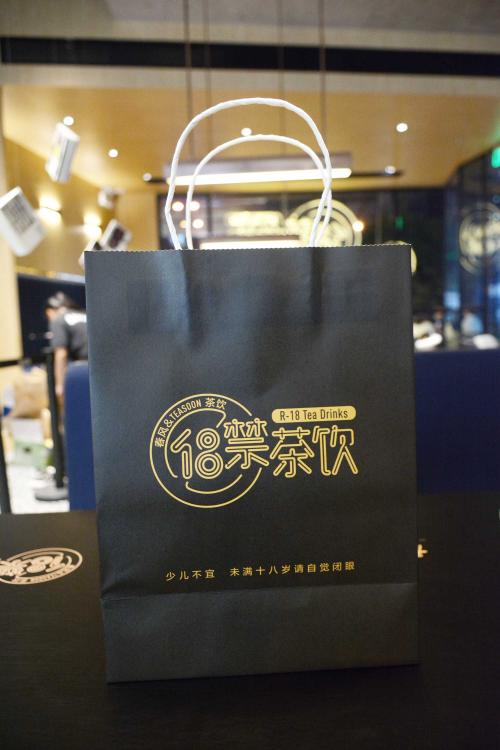 春风&TEASOON 茶饮
R-18 Tea Drinks
18禁茶饮
少儿不宜 未满十八岁请自觉闭眼